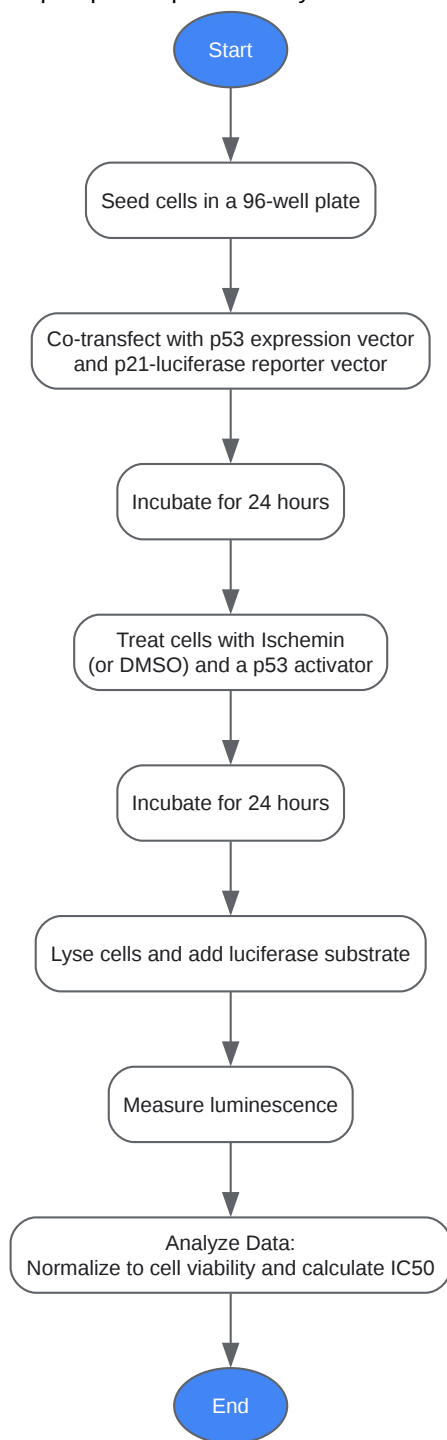 Start
Seed cells in a 96-well plate
Co-transfect with p53 expression vector
and p21-luciferase reporter vector
Incubate for 24 hours
Treat cells with Ischemin
(or DMSO) and a p53 activator
Incubate for 24 hours
Lyse cells and add luciferase substrate
Measure luminescence
Analyze Data:
Normalize to cell viability and calculate IC50
End